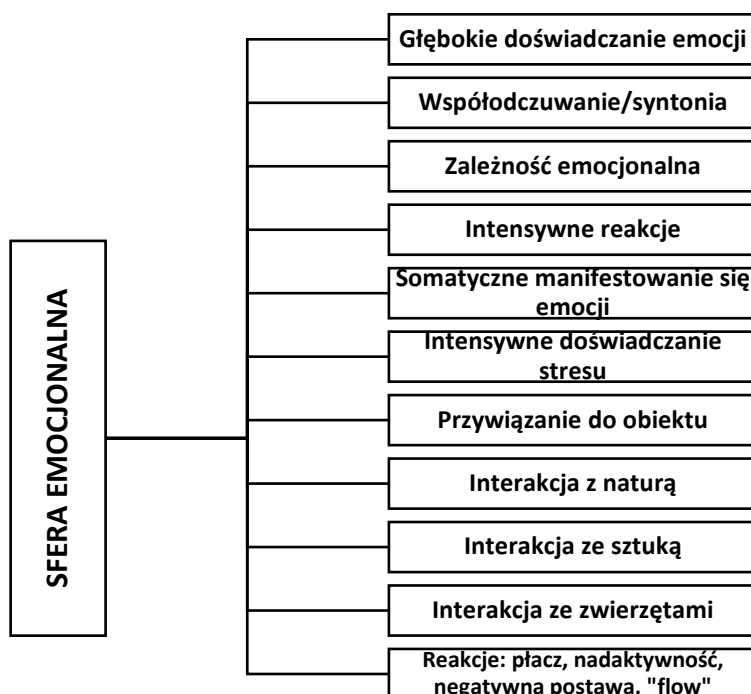 Głębokie doświadczanie emocji
Współodczuwanie/syntonia
Zależność emocjonalna
Intensywne reakcje
Somatyczne manifestowanie się
emocji
Intensywne doświadczanie
stresu
Przywiązanie do obiektu
Interakcja z naturą
Interakcja ze sztuką
Interakcja ze zwierzętami
Reakcje: płacz, nadaktywność,
negatywna postawa, "flow"
SFERA EMOCJONALNA